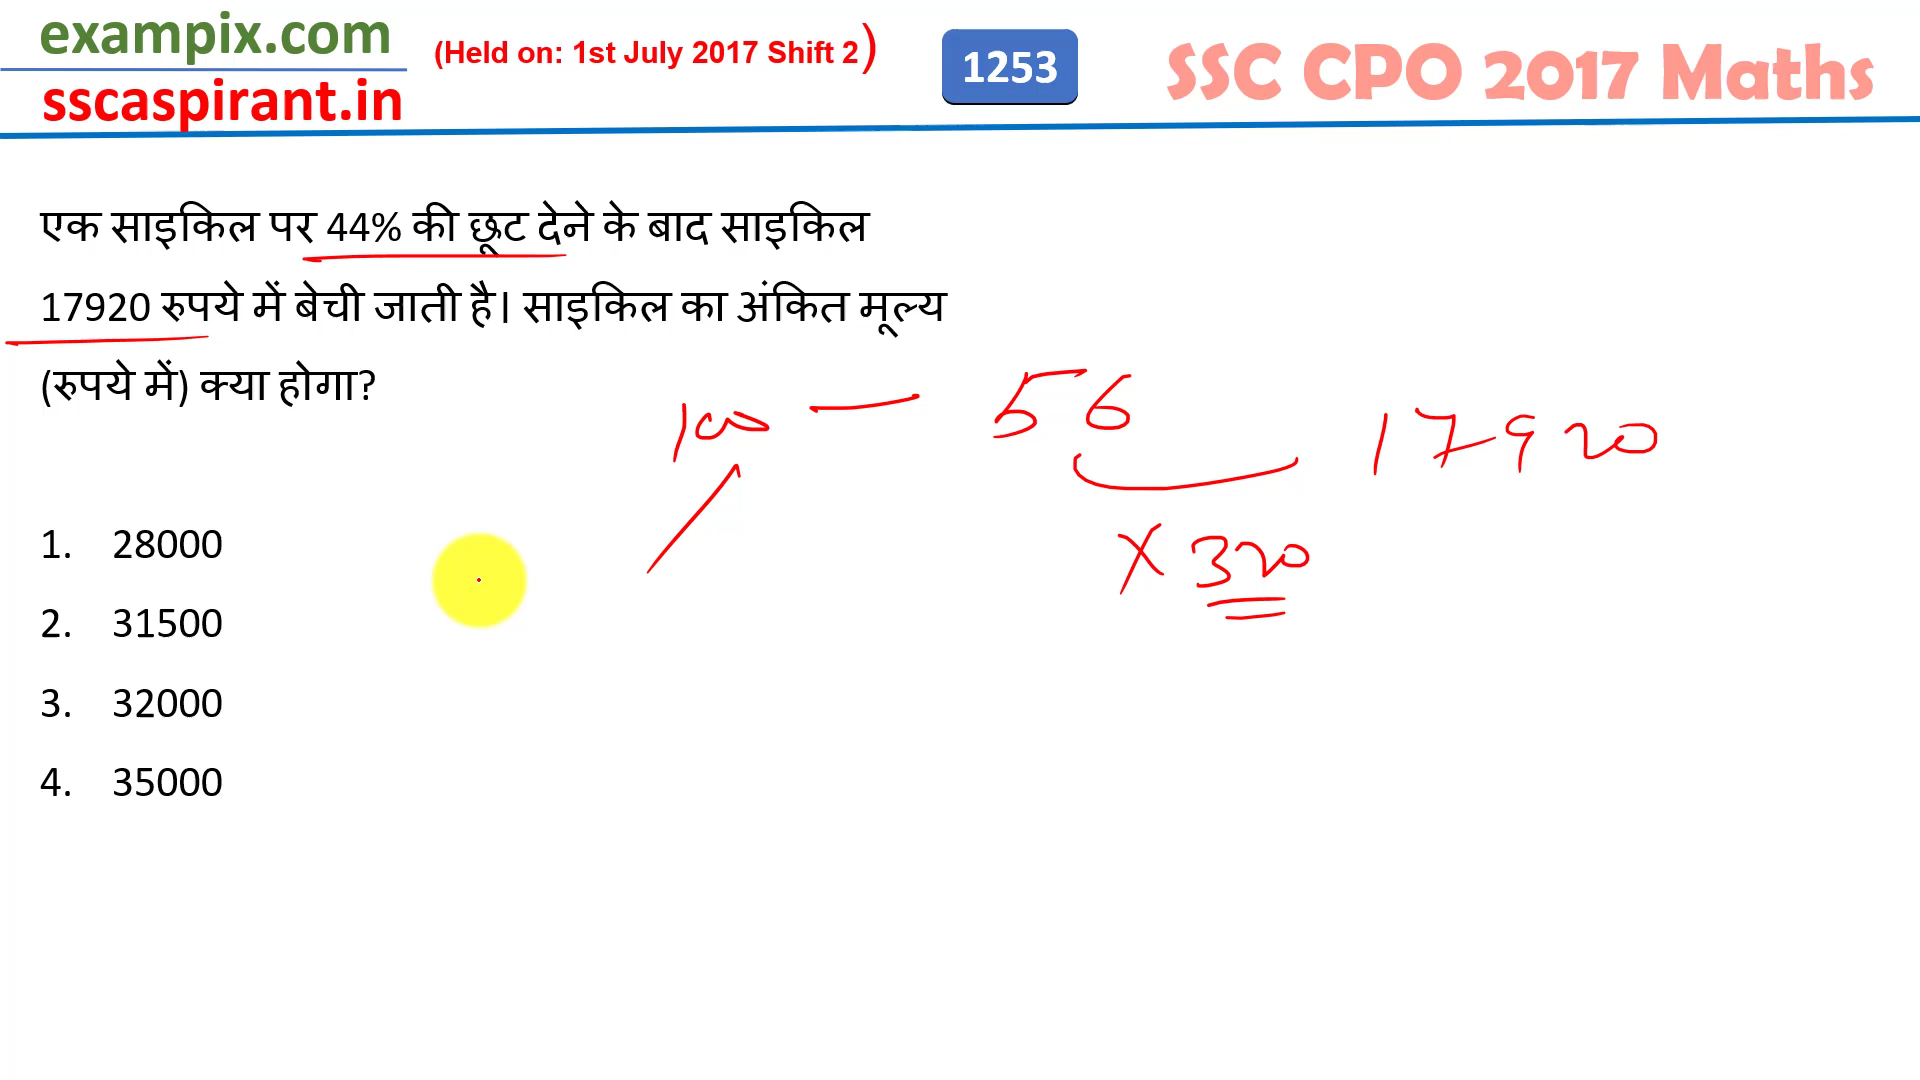 exampix.com
(Held on: 1st July 2017 Shift 2)
1253
SSC CPO 2017 Maths
sscaspirant.in
एक साइकिल पर 44% की छूट देने के बाद साइकिल
17920 रुपये में बेची जाती है। साइकिल का अंकित मूल्य
(रुपये में) क्या होगा?
100 — 56 17920
× 320
1. 28000
2. 31500
3. 32000
4. 35000